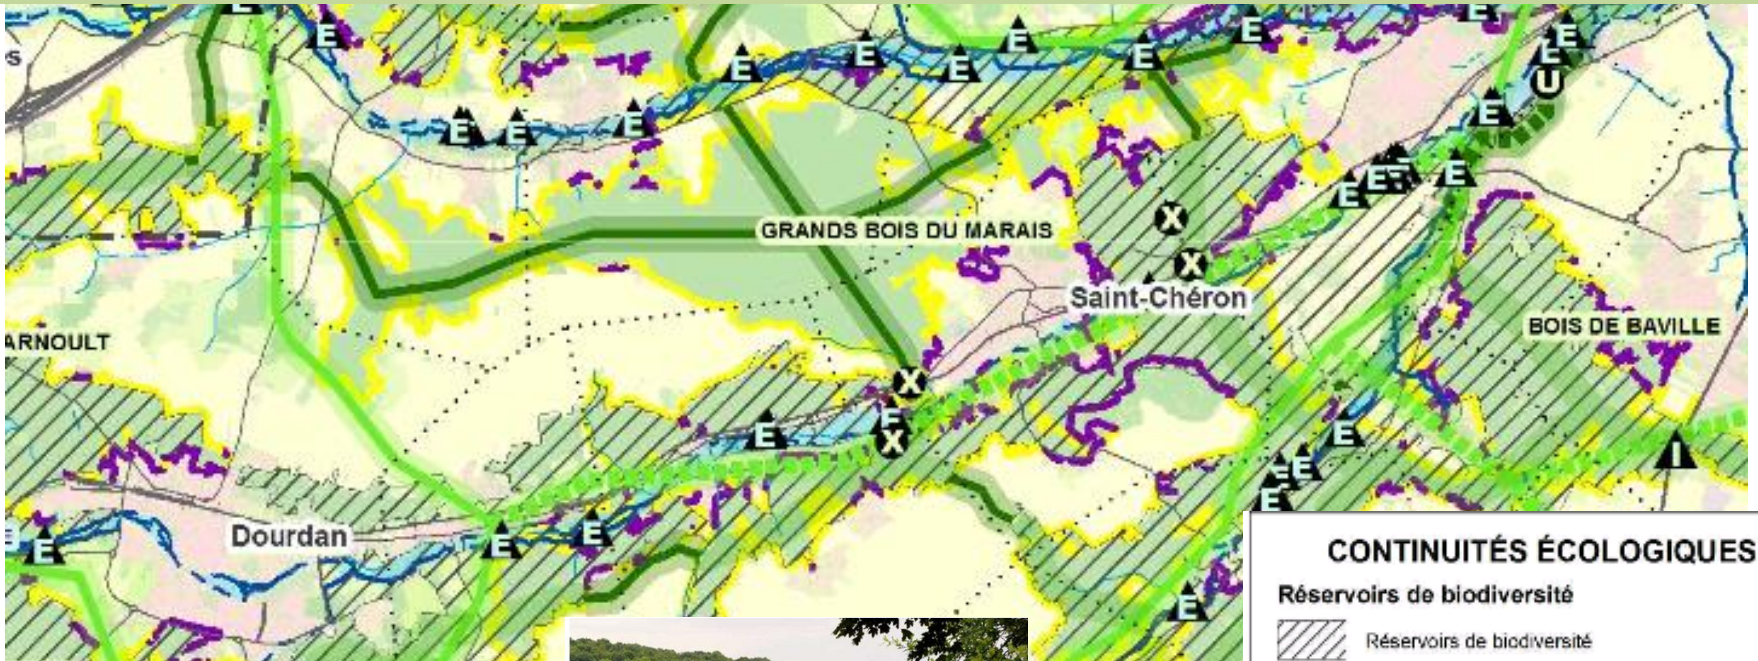 GRANDS BOIS DU MARAIS
Saint-Chéron
BOIS DE BAVILLE
ARNOULT
Dourdan
CONTINUITÉS ÉCOLOGIQUES
Réservoirs de biodiversité
Réservoirs de biodiversité
E
E
E
E
E
E
E
E
E
E
E
U
E
E
E
E
X
X
X
X
E
E
E
E
E
E
E
E
I